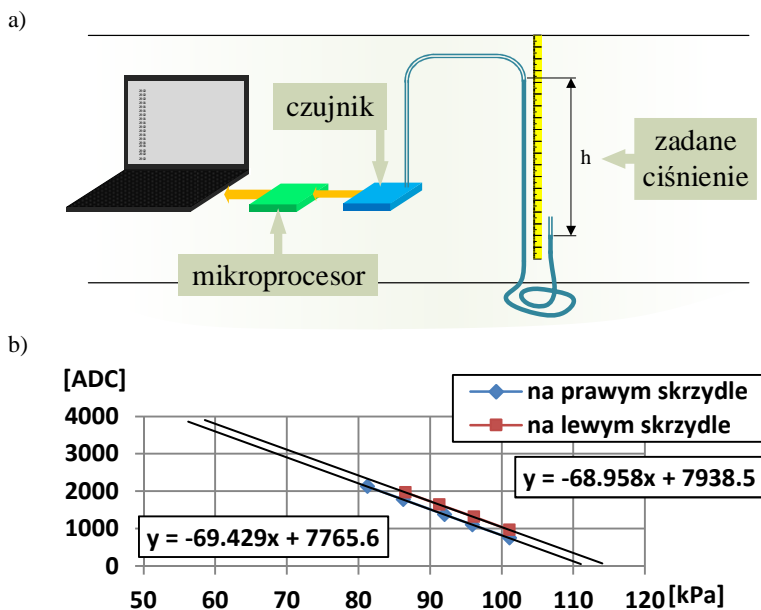 a)
czujnik
h
zadane
ciśnienie
mikroprocesor
b)
[ADC]
na prawym skrzydle
na lewym skrzydle
4000
3000
2000
1000
0
y = -68.958x + 7938.5
y = -69.429x + 7765.6
50 60 70 80 90 100 110 120 [kPa]